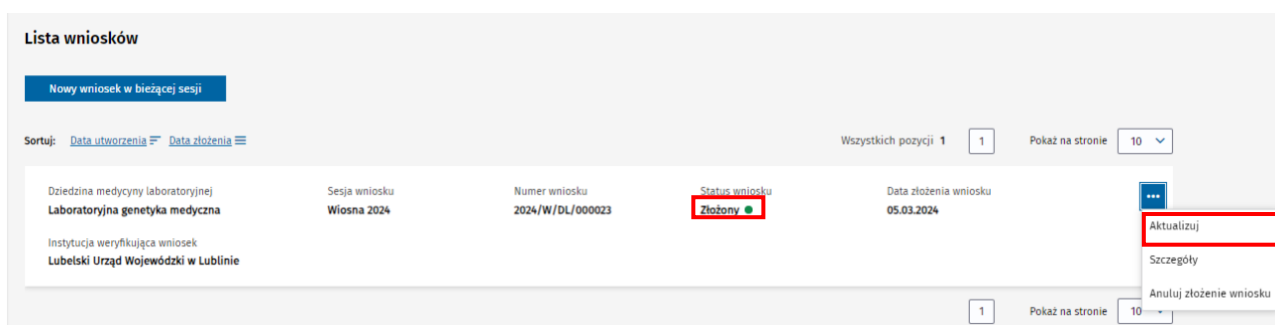 Lista wniosków
Nowy wniosek w bieżącej sesji
Sortuj: Data utworzenia Data złożenia Wszystkich pozycji 1 1 Pokaż na stronie 10
Dziedzina medycyny laboratoryjnej Sesja wniosku Numer wniosku Status wniosku Data złożenia wniosku
Laboratoryjna genetyka medyczna Wiosna 2024 2024/W/DL/000023 Złożony 05.03.2024
Aktualizuj
Instytucja weryfikująca wniosek
Lubelski Urząd Wojewódzki w Lublinie
Szczegóły
Anuluj złożenie wniosku
1 Pokaż na stronie 10